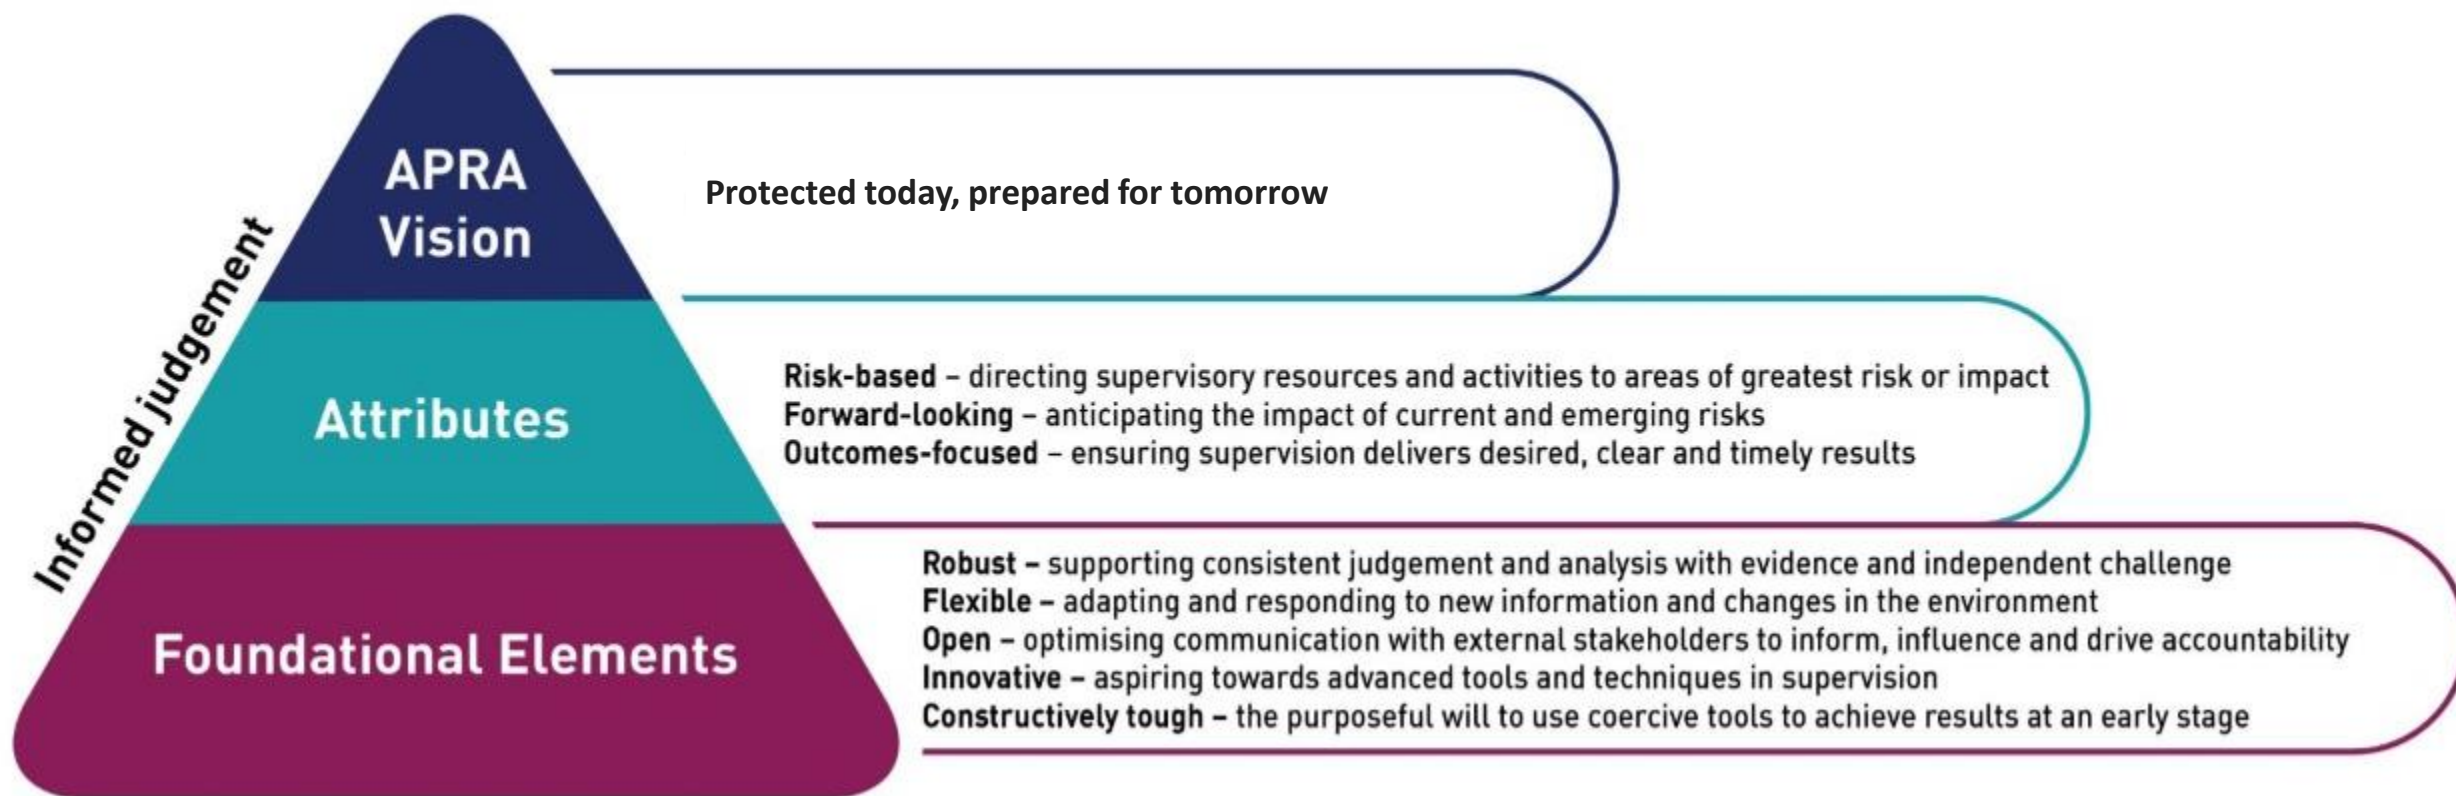 APRA
Vision
Protected today, prepared for tomorrow
Informed judgement
Attributes
Risk-based – directing supervisory resources and activities to areas of greatest risk or impact
Forward-looking – anticipating the impact of current and emerging risks
Outcomes-focused – ensuring supervision delivers desired, clear and timely results
Foundational Elements
Robust – supporting consistent judgement and analysis with evidence and independent challenge
Flexible – adapting and responding to new information and changes in the environment
Open – optimising communication with external stakeholders to inform, influence and drive accountability
Innovative – aspiring towards advanced tools and techniques in supervision
Constructively tough – the purposeful will to use coercive tools to achieve results at an early stage